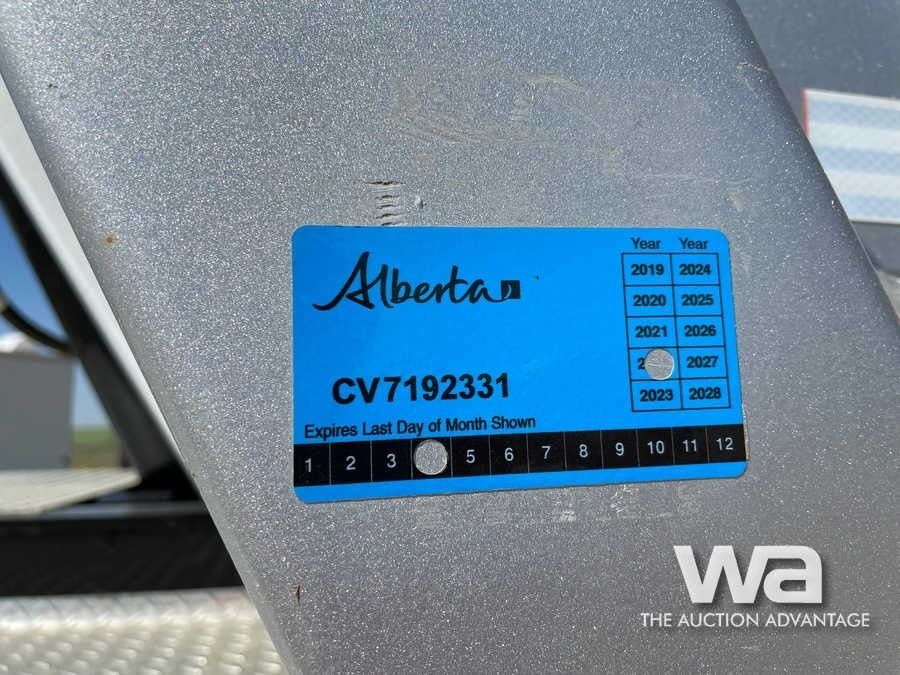 Alberta
Year Year
2019 2024
2020 2025
2021 2026
2027
2023 2028
CV7192331
Expires Last Day of Month Shown
1 2 3 5 6 7 8 9 10 11 12
wa
THE AUCTION ADVANTAGE